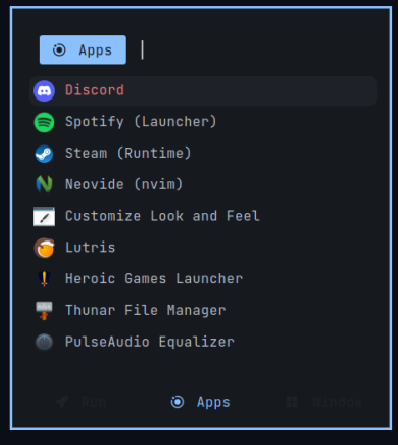 Apps
Discord
Spotify (Launcher)
Steam (Runtime)
Neovide (nvim)
Customize Look and Feel
Lutris
Heroic Games Launcher
Thunar File Manager
PulseAudio Equalizer
Run Apps Window